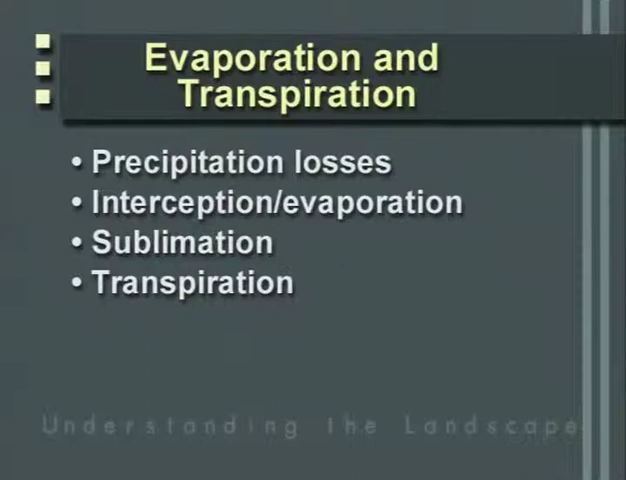 Evaporation and
Transpiration
• Precipitation losses
• Interception/evaporation
• Sublimation
• Transpiration
Understanding the Landscape